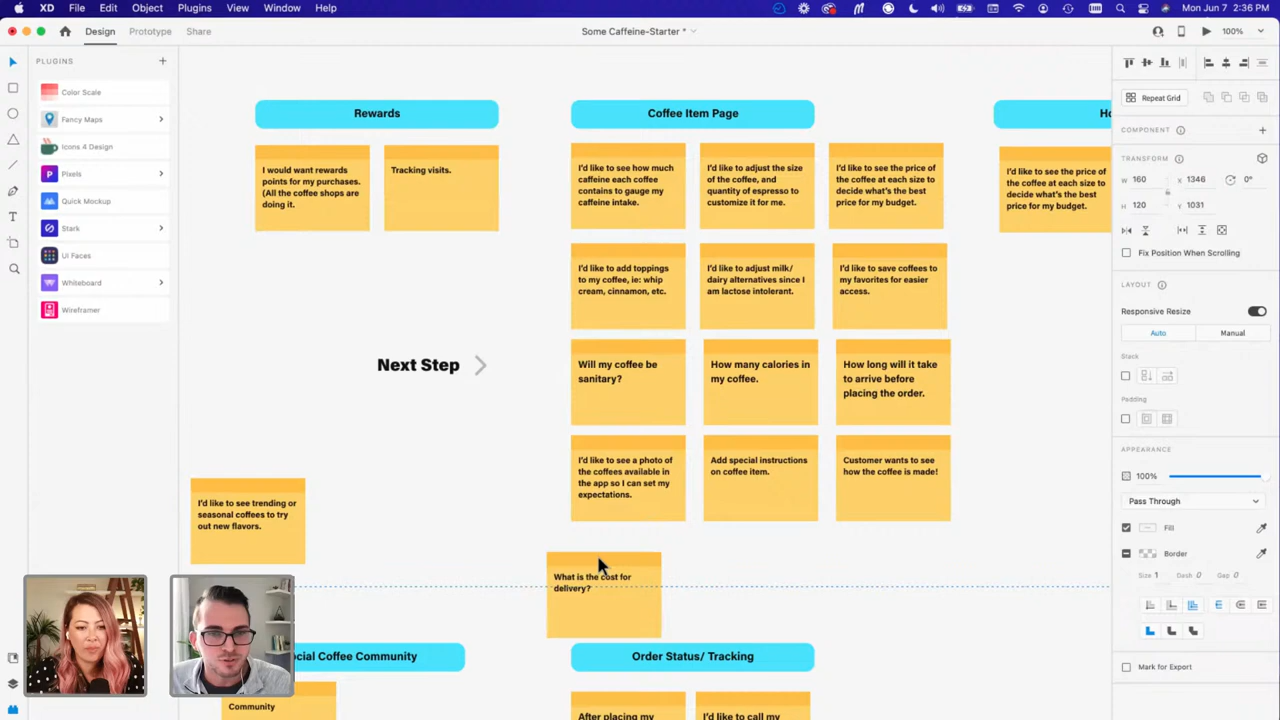 XD File Edit Object Plugins View Window Help
Mon Jun 7 2:36 PM
Design Prototype Share
Some Caffeine-Starter *
100%
PLUGINS
Color Scale
Fancy Maps
Icons 4 Design
Pixels
Quick Mockup
Stark
UI Faces
Whiteboard
Wireframer
Rewards
I would want rewards
points for my purchases.
(All the coffee shops are
doing it.
Tracking visits.
Coffee Item Page
I'd like to see how much
caffeine each coffee
contains to gauge my
caffeine intake.
I'd like to adjust the size
of the coffee, and
quantity of espresso to
customize it for me.
I'd like to see the price of
the coffee at each size to
decide what's the best
price for my budget.
I'd like to add toppings
to my coffee, ie: whip
cream, cinnamon, etc.
I'd like to adjust milk/
dairy alternatives since I
am lactose intolerant.
I'd like to save coffees to
my favorites for easier
access.
Will my coffee be
sanitary?
How many calories in
my coffee.
How long will it take
to arrive before
placing the order.
I'd like to see a photo of
the coffees available in
the app so I can set my
expectations.
Add special instructions
on coffee item.
Customer wants to see
how the coffee is made!
Ho
I'd like to see the price of
the coffee at each size to
decide what's the best
price for my budget.
Next Step
I'd like to see trending or
seasonal coffees to try
out new flavors.
What is the cost for
delivery?
ocial Coffee Community
Community
Order Status/ Tracking
After placing my
I'd like to call my
Repeat Grid
COMPONENT
TRANSFORM
W 160 X 1346 0°
H 120 Y 1031
Fix Position When Scrolling
LAYOUT
Responsive Resize
Auto Manual
Stack
Padding
APPEARANCE
100%
Pass Through
Fill
Border
Size 1 Dash 0 Gap 0
Mark for Export